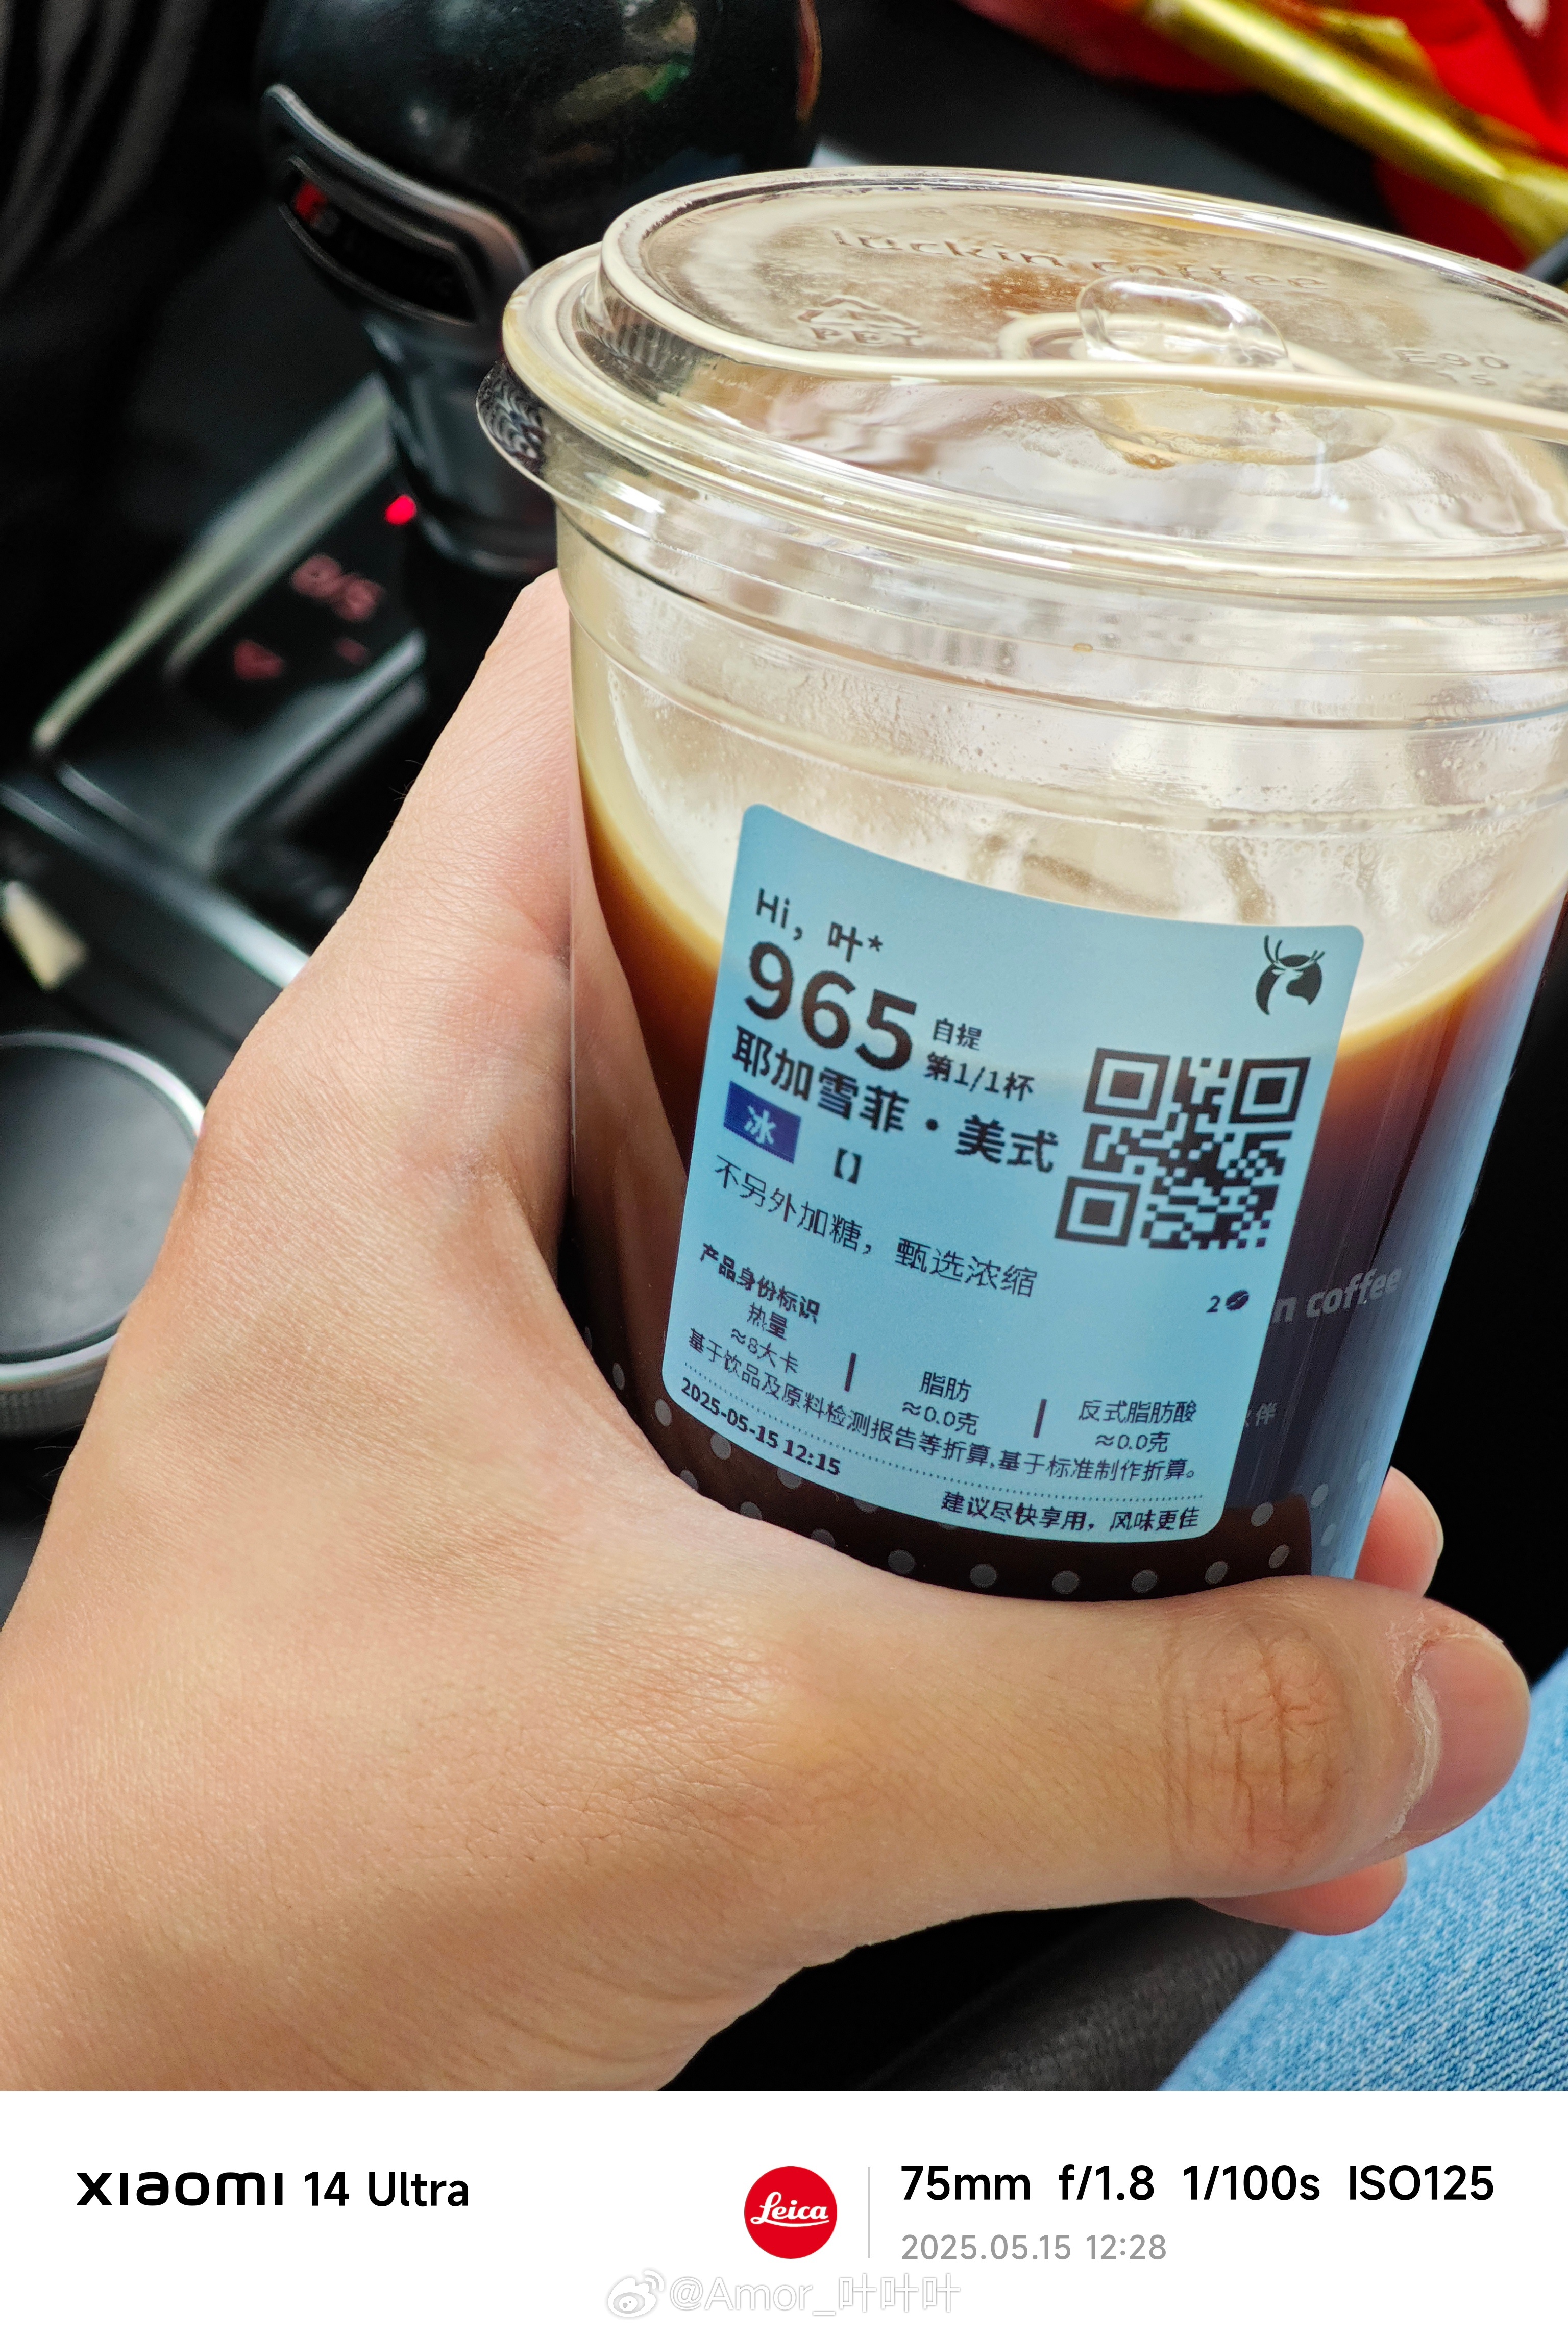 luckin coffee
PET
D/S
Hi，叶*
965
自提
第1/1杯
耶加雪菲·美式
冰
【】
不另外加糖，甄选浓缩
2
n coffee
产品身份标识
热量
≈8大卡
脂肪
≈0.0克
反式脂肪酸
≈0.0克
基于饮品及原料检测报告等折算,基于标准制作折算。
2025-05-15 12:15
建议尽快享用，风味更佳
伴
xiaomi 14 Ultra
Leica
75mm f/1.8 1/100s ISO125
2025.05.15 12:28
@Amor_叶叶叶